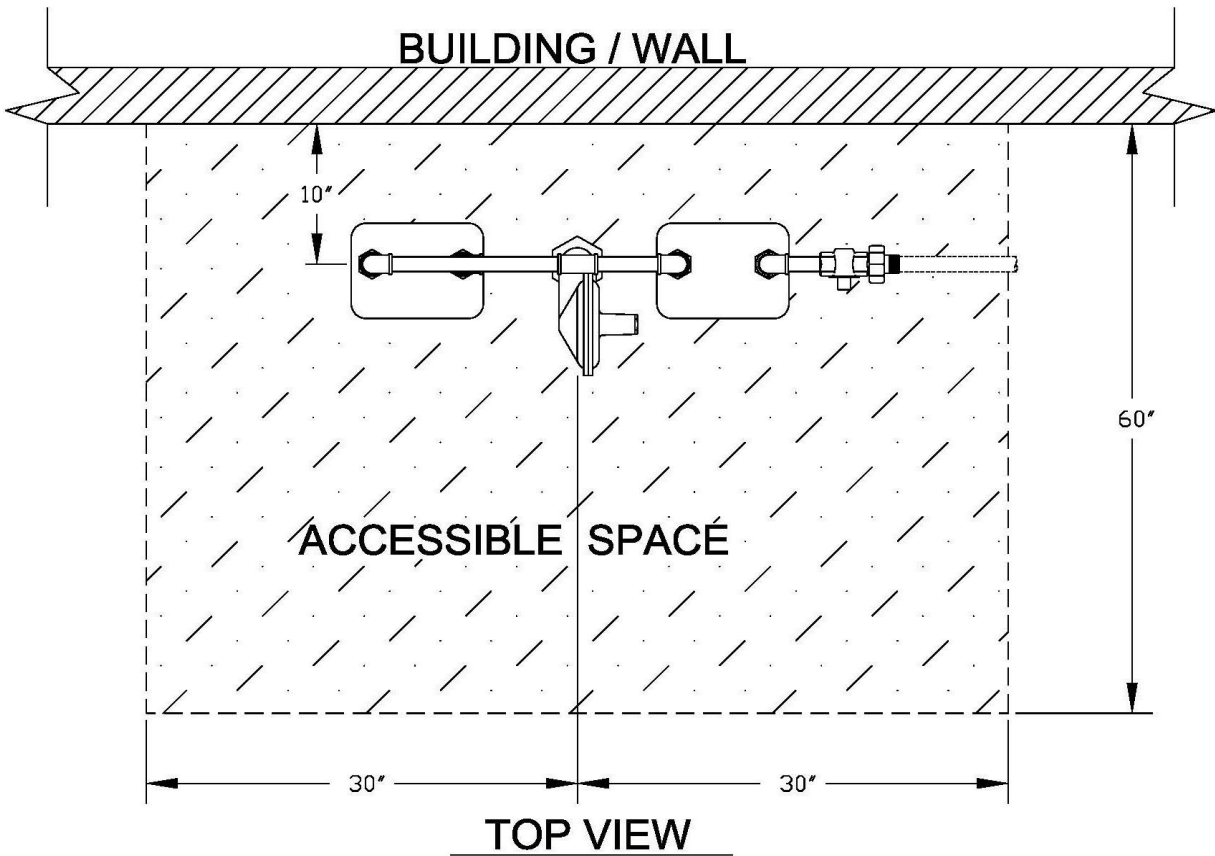 BUILDING / WALL
10"
60"
ACCESSIBLE SPACE
30" 30"
TOP VIEW